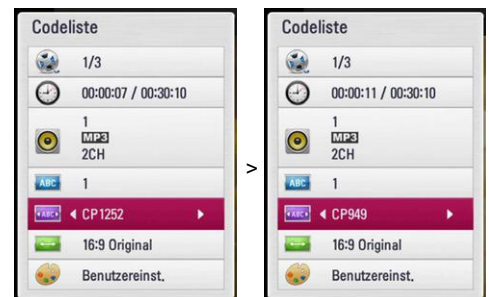 Codeliste
1/3
00:00:07 / 00:30:10
1
MP3
2CH
ABC 1
ABC CP1252
16:9 Original
Benutzereinst.
>
Codeliste
1/3
00:00:11 / 00:30:10
1
MP3
2CH
ABC 1
ABC CP949
16:9 Original
Benutzereinst.